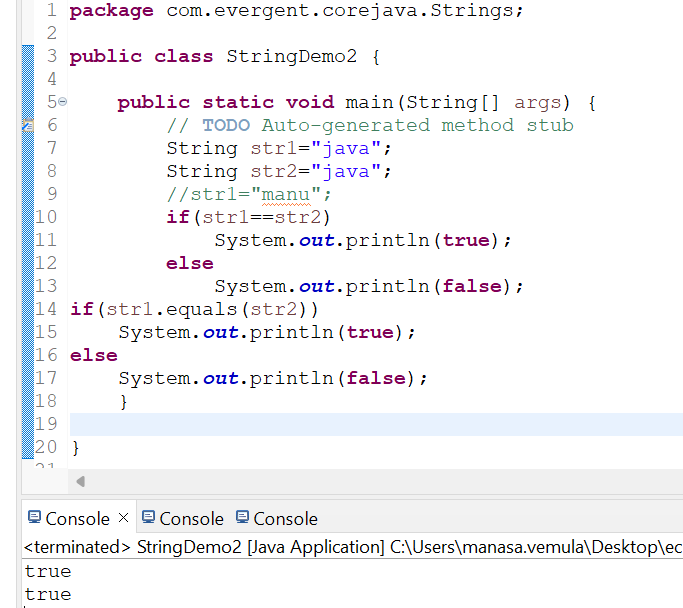 1 package com.evergent.corejava.Strings;
2
3 public class StringDemo2 {
4
5 public static void main(String[] args) {
6 // TODO Auto-generated method stub
7 String str1="java";
8 String str2="java";
9 //str1="manu";
10 if(str1==str2)
11 System.out.println(true);
12 else
13 System.out.println(false);
14 if(str1.equals(str2))
15 System.out.println(true);
16 else
17 System.out.println(false);
18 }
19
20 }
21
Console × Console Console
<terminated> StringDemo2 [Java Application] C:\Users\manasa.vemula\Desktop\ec
true
true